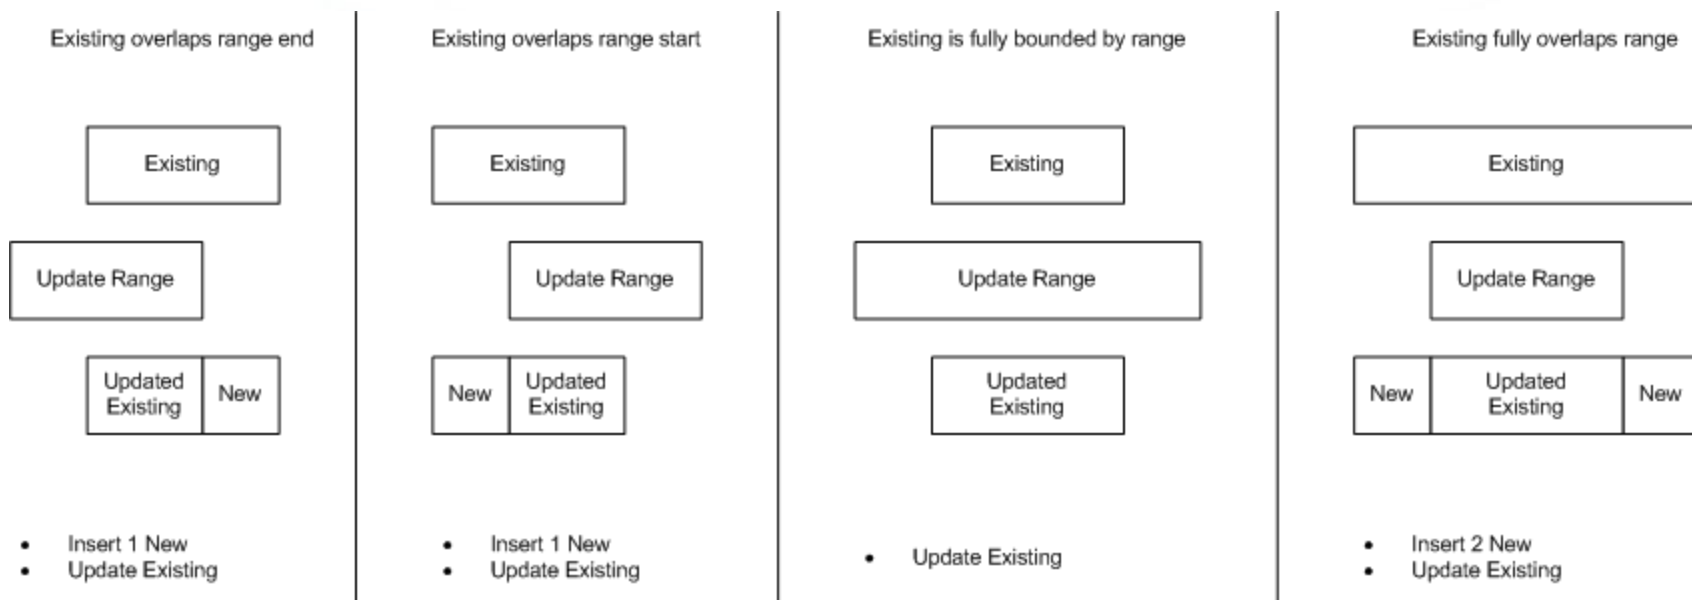 Existing overlaps range end
Existing
Update Range
Updated
Existing
New
Insert 1 New
Update Existing
Existing overlaps range start
Existing
Update Range
New
Updated
Existing
Insert 1 New
Update Existing
Existing is fully bounded by range
Existing
Update Range
Updated
Existing
Update Existing
Existing fully overlaps range
Existing
Update Range
New
Updated
Existing
New
Insert 2 New
Update Existing